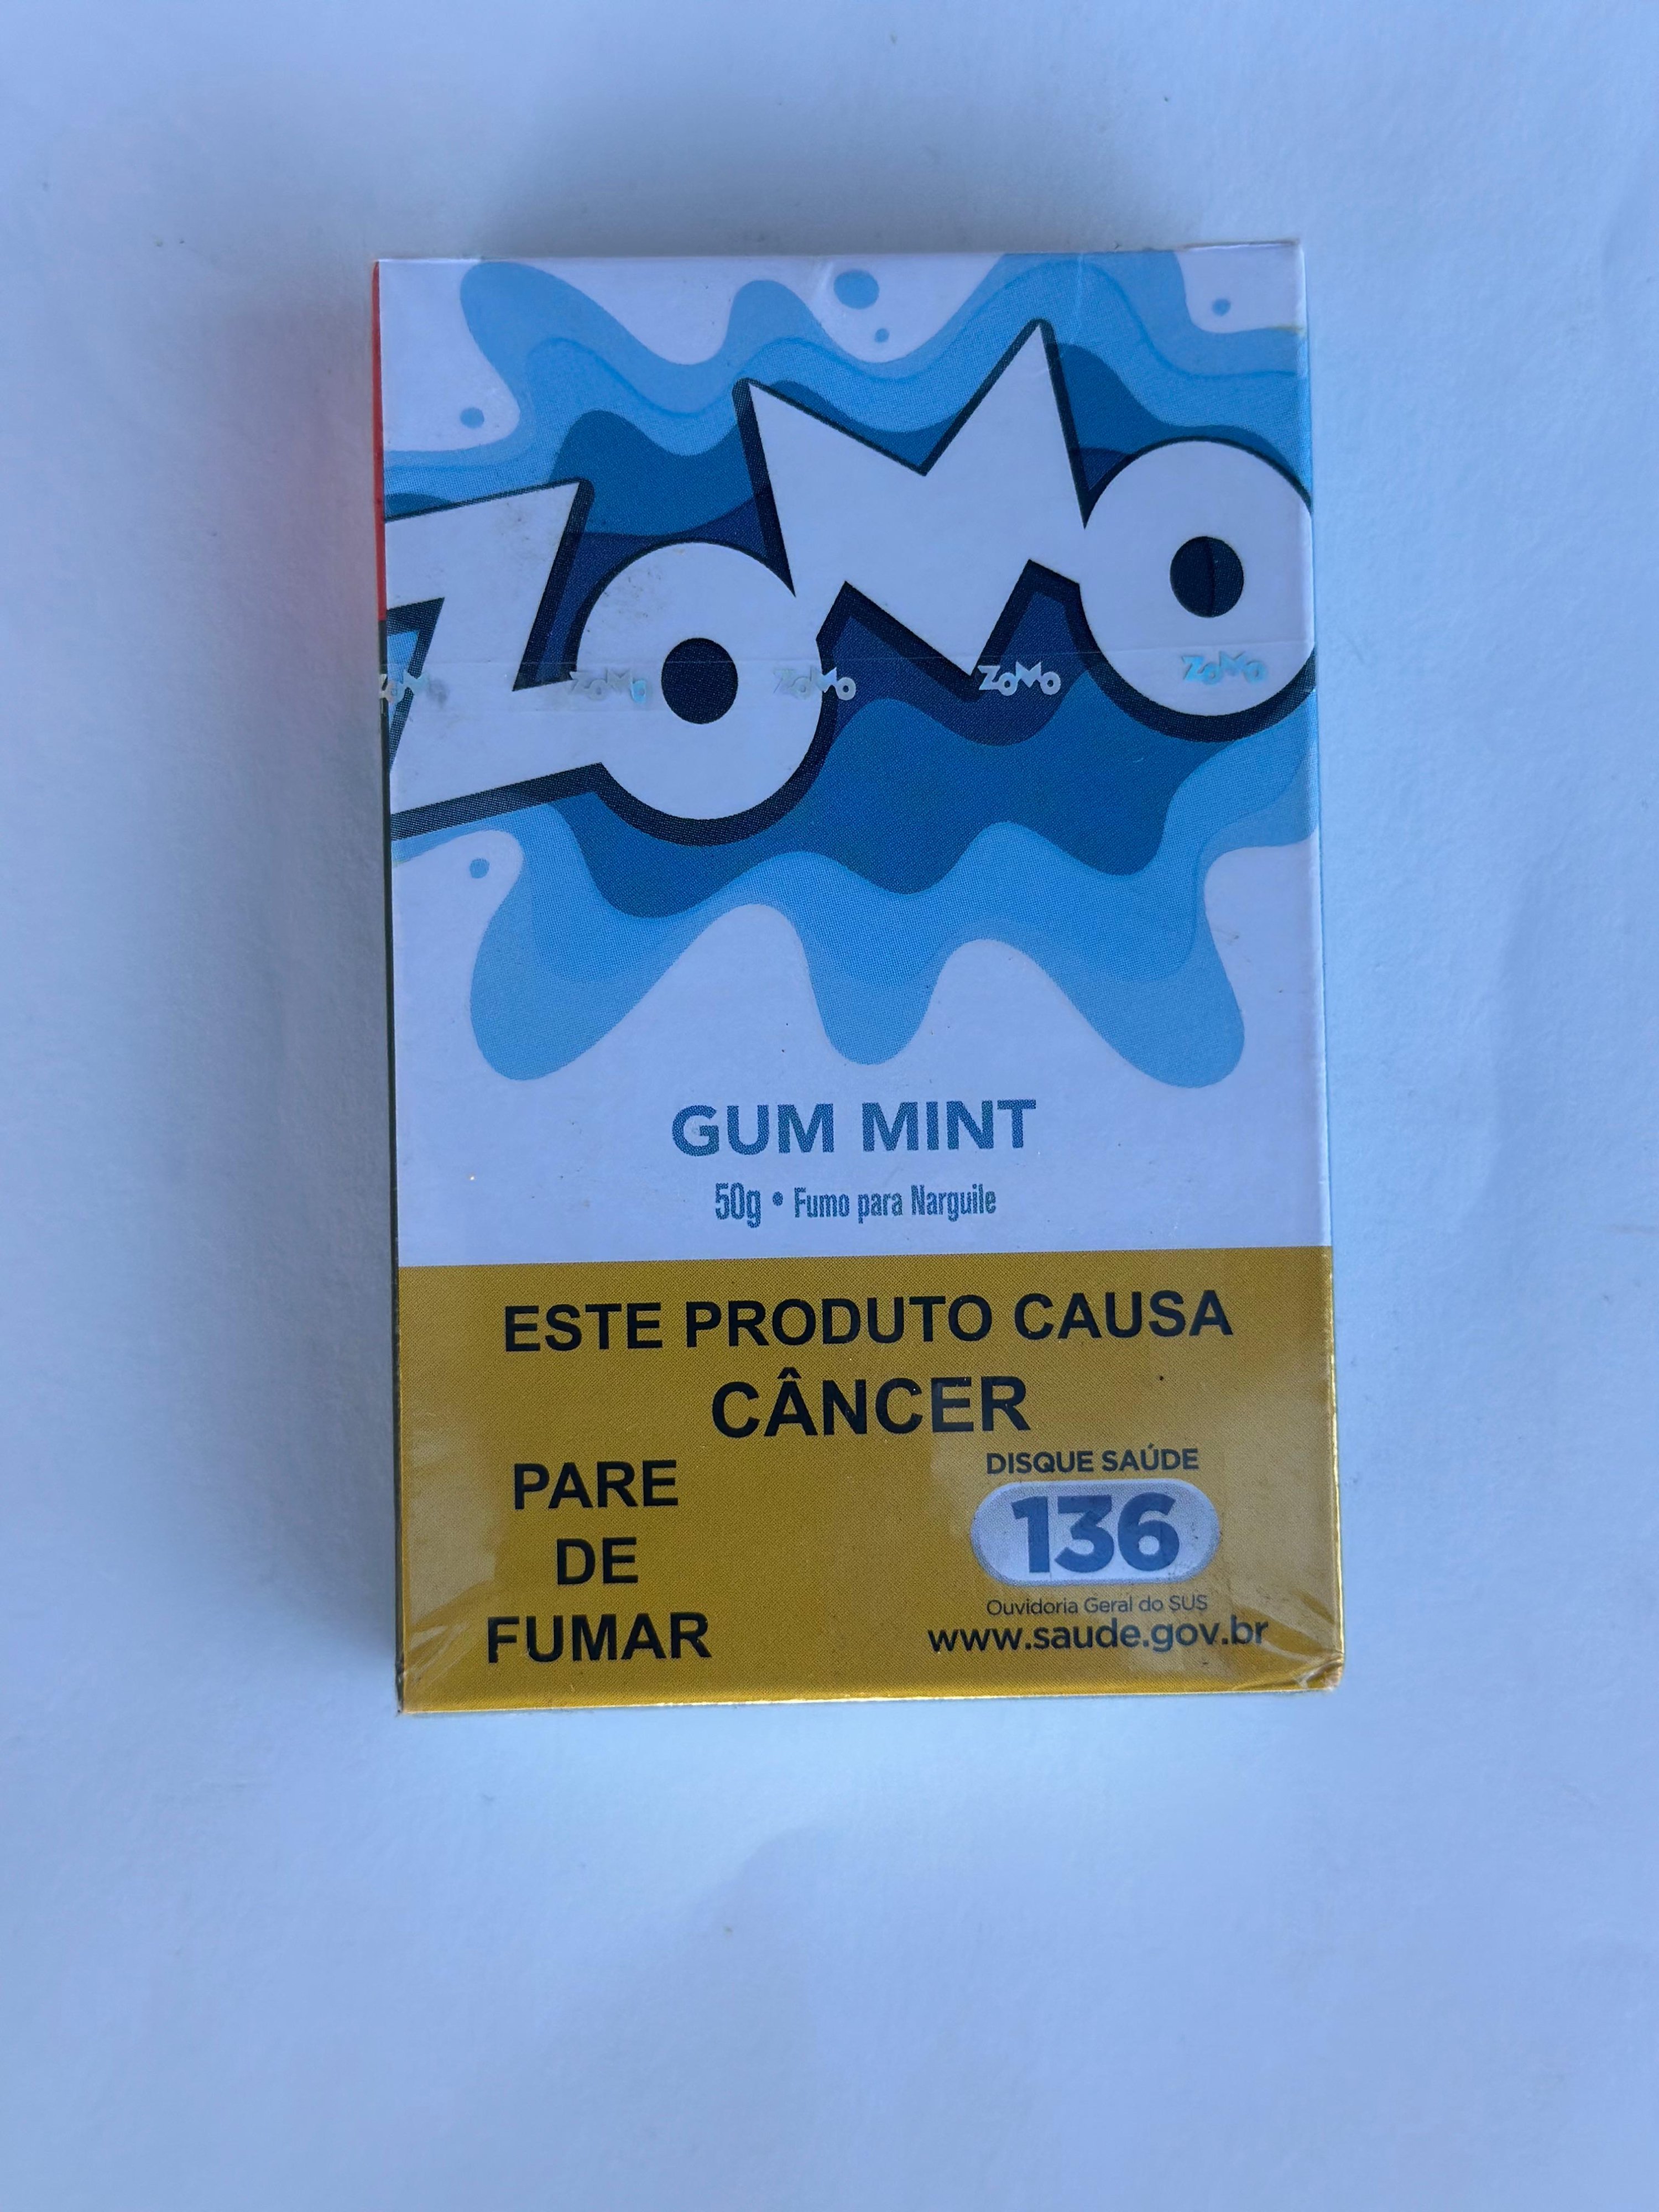 ZOMO
ZOMO ZOMO ZOMO ZOMO ZOMO
GUM MINT
50g • Fumo para Narguile
ESTE PRODUTO CAUSA
CÂNCER
PARE
DE
FUMAR
DISQUE SAÚDE
136
Ouvidoria Geral do SUS
www.saude.gov.br